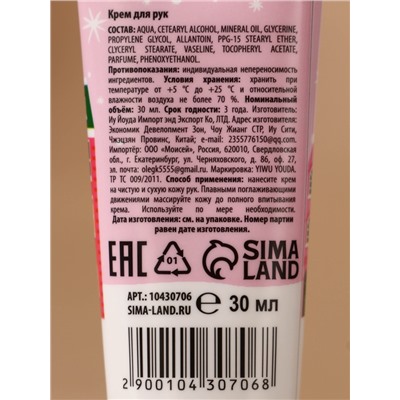 Крем для рук
СОСТАВ: AQUA, CETEARYL ALCOHOL, MINERAL OIL, GLYCERINE,
PROPYLENE GLYCOL, ALLANTOIN, PPG-15 STEARYL ETHER,
GLYCERYL STEARATE, VASELINE, TOCOPHERYL ACETATE,
PARFUME, PHENOXYETHANOL.
Противопоказания: индивидуальная непереносимость
ингредиентов. Условия хранения: хранить при
температуре от +5 °С до +25 °С и относительной
влажности воздуха не более 70 %. Номинальный
объём: 30 мл. Срок годности: 3 года. Изготовитель:
Иу Йоуда Импорт энд Экспорт Ко, ЛТД. Адрес изготовителя:
Экономик Девелопмент Зон, Чоу Жианг СТР, Иу Сити,
Чжэцзян Провинс, Китай; e-mail: 2355776150@qq.com.
Импортёр: ООО «Моисей», Россия, 620010, Свердловская
обл., г. Екатеринбург, ул. Черняховского, д. 86, оф. 27,
эл. почта: olegk5555@mail.ru. Маркировка: YIWU YOUDA.
ТР ТС 009/2011. Способ применения: нанесите крем
на чистую и сухую кожу рук. Плавными поглаживающими
движениями массируйте кожу до полного впитывания
крема. Используйте по мере необходимости.
Дата изготовления: см. на упаковке. Номер партии
равен дате изготовления.
EAC 01 SIMA
LAND
АРТ.: 10430706
SIMA-LAND.RU
e 30 мл
2 900104 307068